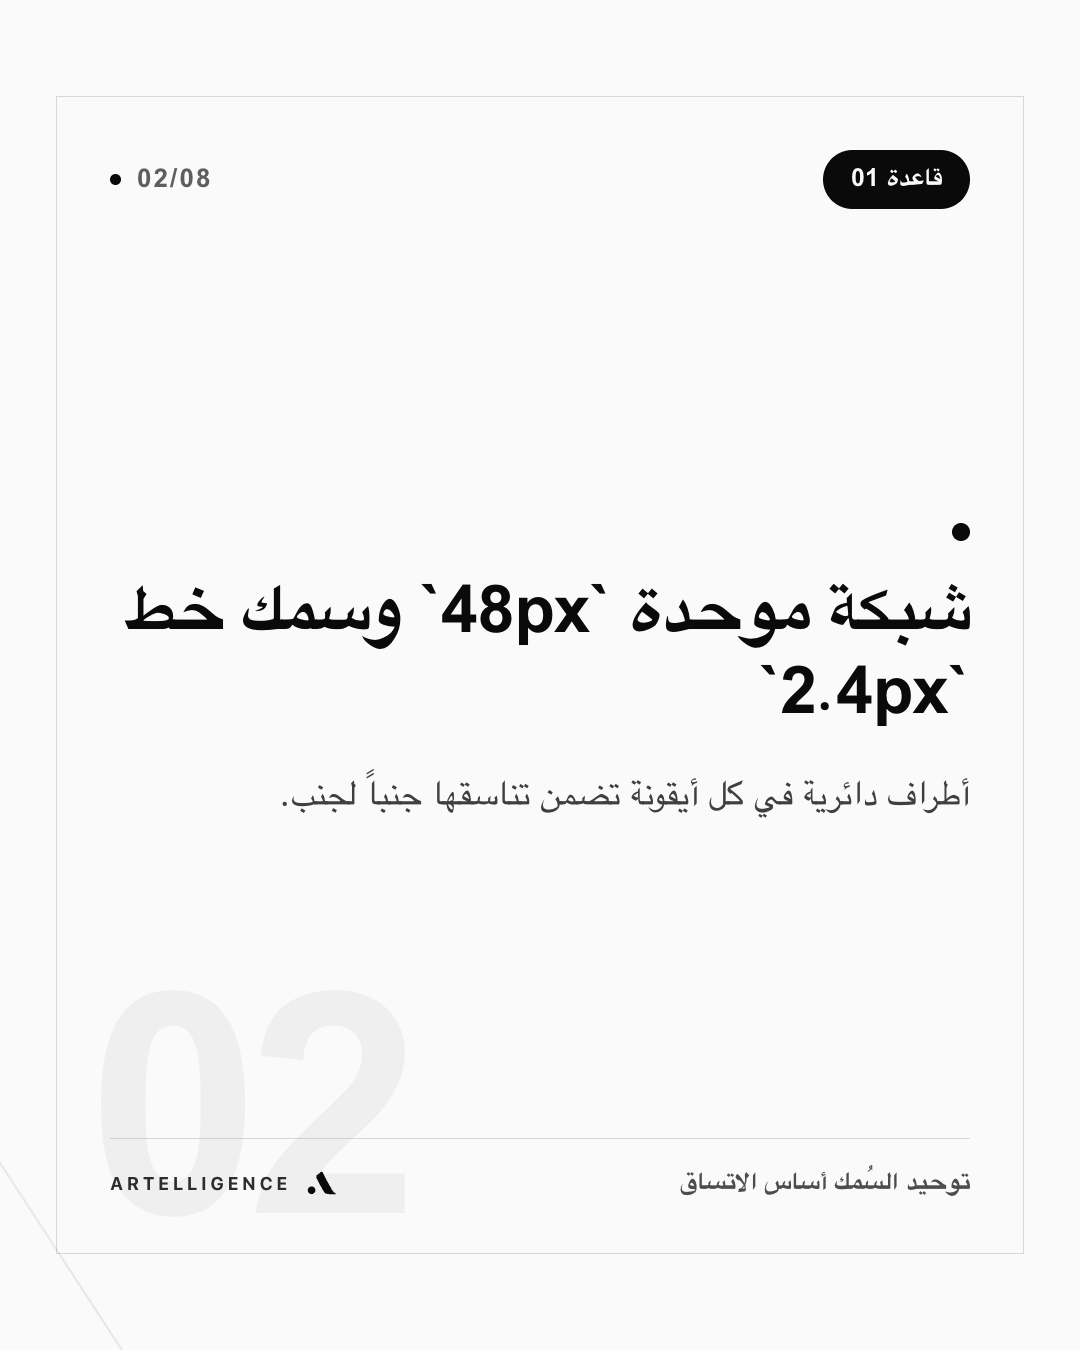 قاعدة 01
02/08
شبكة موحدة `48px` وسمك خط
`2.4px`
أطراف دائرية في كل أيقونة تضمن تناسقها جنباً لجنب.
02
توحيد السُمك أساس الاتساق
ARTELLIGENCE